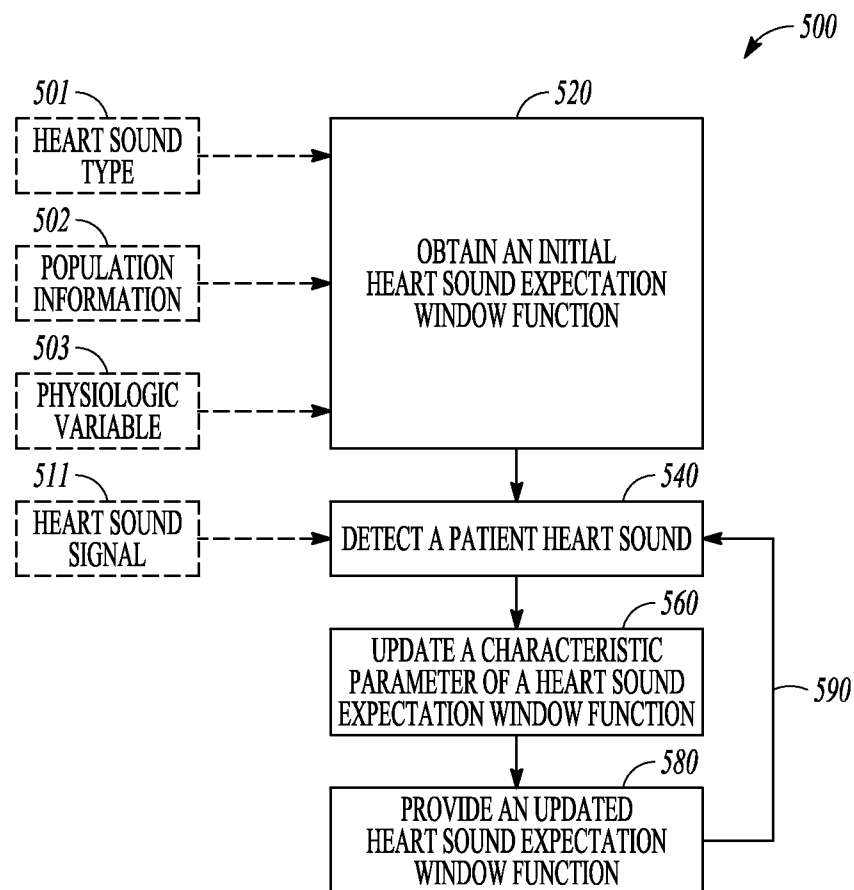 500
501
HEART SOUND
TYPE
502
POPULATION
INFORMATION
503
PHYSIOLOGIC
VARIABLE
511
HEART SOUND
SIGNAL
520
OBTAIN AN INITIAL
HEART SOUND EXPECTATION
WINDOW FUNCTION
540
DETECT A PATIENT HEART SOUND
560
UPDATE A CHARACTERISTIC
PARAMETER OF A HEART SOUND
EXPECTATION WINDOW FUNCTION
580
PROVIDE AN UPDATED
HEART SOUND EXPECTATION
WINDOW FUNCTION
590